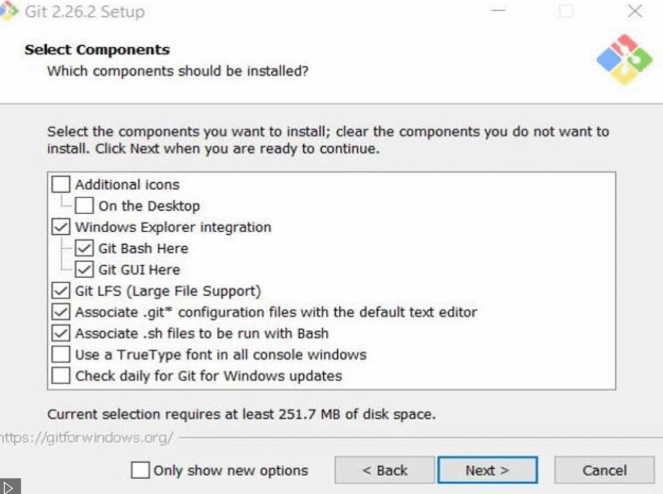 Git 2.26.2 Setup
Select Components
Which components should be installed?
Select the components you want to install; clear the components you do not want to
install. Click Next when you are ready to continue.
Additional icons
On the Desktop
Windows Explorer integration
Git Bash Here
Git GUI Here
Git LFS (Large File Support)
Associate .git* configuration files with the default text editor
Associate .sh files to be run with Bash
Use a TrueType font in all console windows
Check daily for Git for Windows updates
Current selection requires at least 251.7 MB of disk space.
https://gitforwindows.org/
Only show new options
< Back
Next >
Cancel